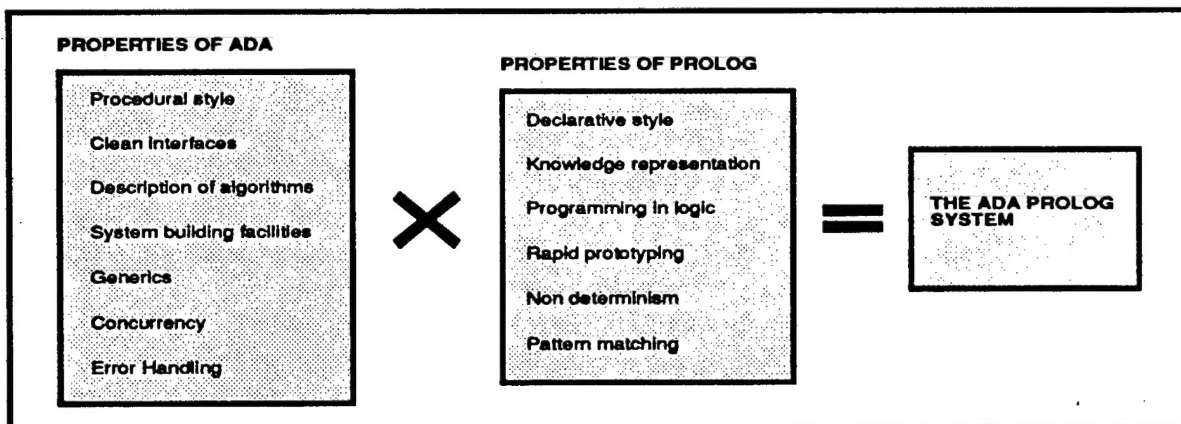 PROPERTIES OF ADA
Procedural style
Clean Interfaces
Description of algorithms
System building facilities
Generics
Concurrency
Error Handling
PROPERTIES OF PROLOG
Declarative style
Knowledge representation
Programming in logic
Rapid prototyping
Non determinism
Pattern matching
THE ADA PROLOG
SYSTEM